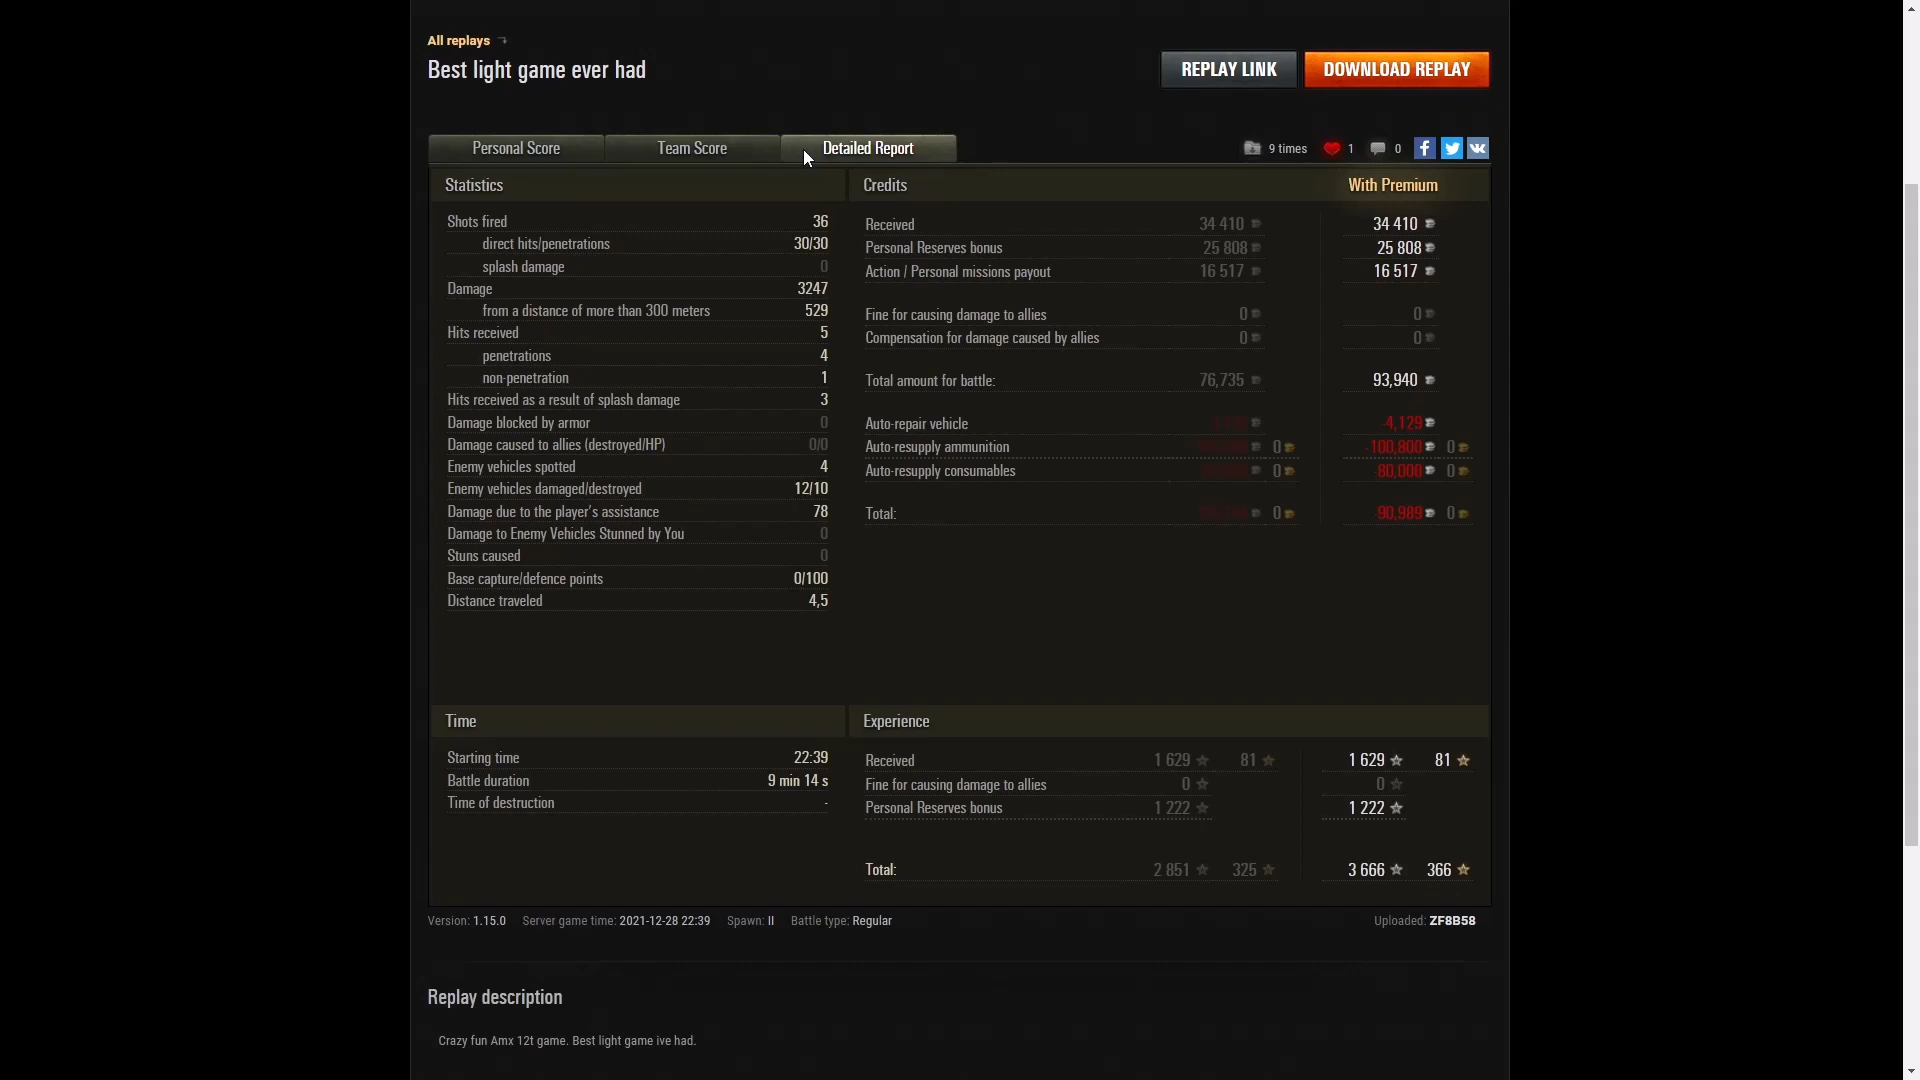 All replays
Best light game ever had
REPLAY LINK
DOWNLOAD REPLAY
Personal Score
Team Score
Detailed Report
9 times
1
0
Statistics
Shots fired 36
direct hits/penetrations 30/30
splash damage 0
Damage 3247
from a distance of more than 300 meters 529
Hits received 5
penetrations 4
non-penetration 1
Hits received as a result of splash damage 3
Damage blocked by armor 0
Damage caused to allies (destroyed/HP) 0/0
Enemy vehicles spotted 4
Enemy vehicles damaged/destroyed 12/10
Damage due to the player's assistance 78
Damage to Enemy Vehicles Stunned by You 0
Stuns caused 0
Base capture/defence points 0/100
Distance traveled 4,5
Credits With Premium
Received 34 410 34 410
Personal Reserves bonus 25 808 25 808
Action / Personal missions payout 16 517 16 517
Fine for causing damage to allies 0 0
Compensation for damage caused by allies 0 0
Total amount for battle: 76,735 93,940
Auto-repair vehicle -4,129
Auto-resupply ammunition 0 -100,800 0
Auto-resupply consumables 0 -80,000 0
Total: 0 -90,989 0
Time
Starting time 22:39
Battle duration 9 min 14 s
Time of destruction -
Experience
Received 1 629 81 1 629 81
Fine for causing damage to allies 0 0
Personal Reserves bonus 1 222 1 222
Total: 2 851 325 3 666 366
Version: 1.15.0 Server game time: 2021-12-28 22:39 Spawn: II Battle type: Regular Uploaded: ZF8B58
Replay description
Crazy fun Amx 12t game. Best light game ive had.